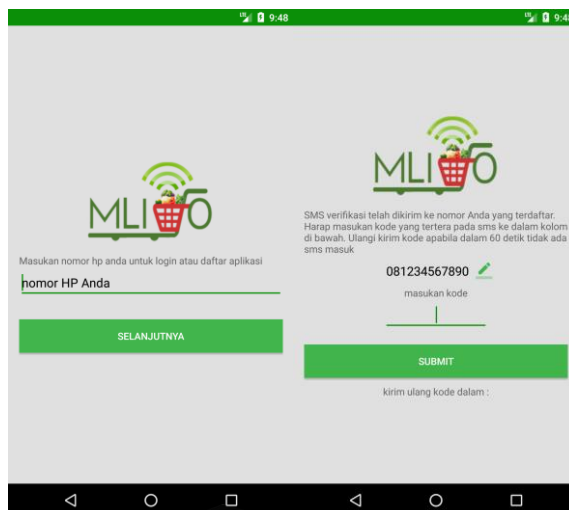 9:48
MLIJO
Masukan nomor hp anda untuk login atau daftar aplikasi
nomor HP Anda
SELANJUTNYA
MLIJO
SMS verifikasi telah dikirim ke nomor Anda yang terdaftar.
Harap masukan kode yang tertera pada sms ke dalam kolom
di bawah. Ulangi kirim kode apabila dalam 60 detik tidak ada
sms masuk
081234567890
masukan kode
SUBMIT
kirim ulang kode dalam :